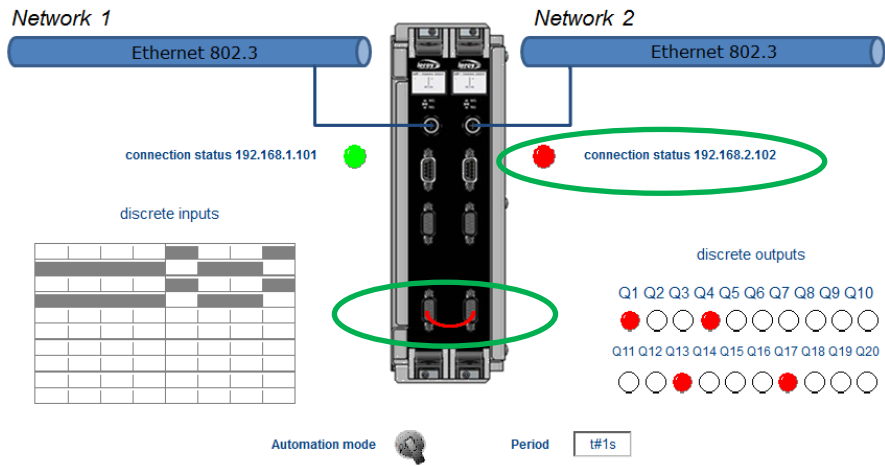 Network 1
Network 2
Ethernet 802.3
Ethernet 802.3
connection status 192.168.1.101
connection status 192.168.2.102
discrete inputs
discrete outputs
Q1 Q2 Q3 Q4 Q5 Q6 Q7 Q8 Q9 Q10
Q11 Q12 Q13 Q14 Q15 Q16 Q17 Q18 Q19 Q20
Automation mode
Period
t#1s